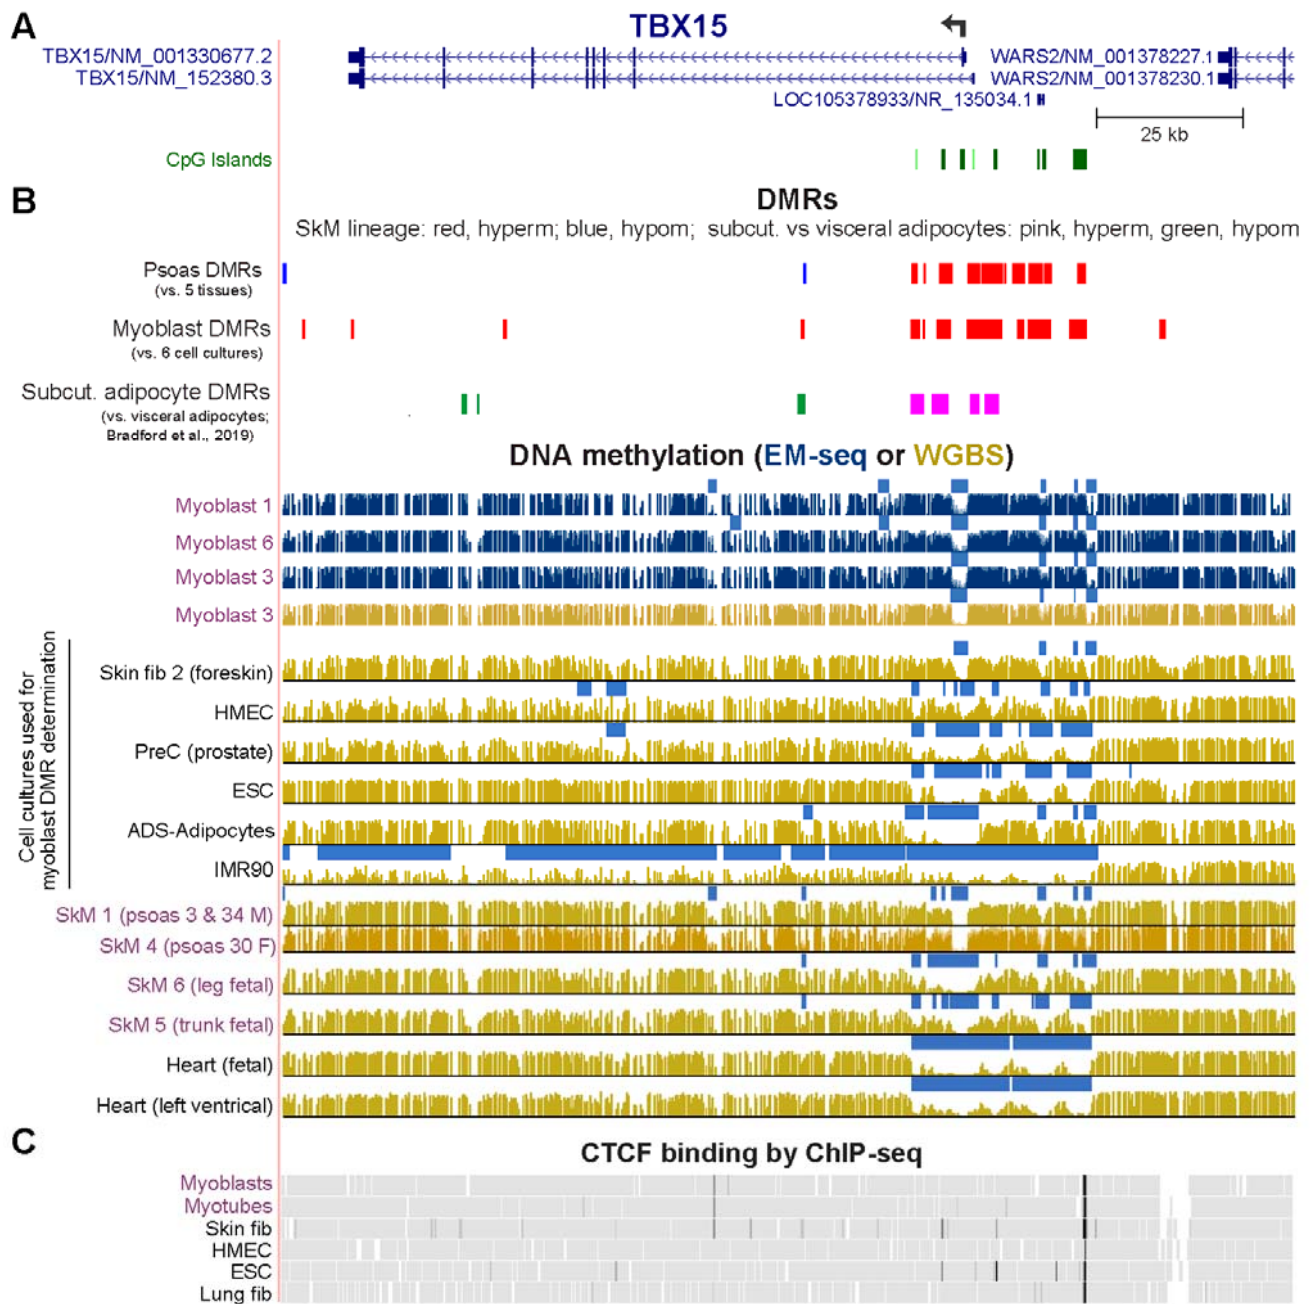 A
TBX15
TBX15/NM_001330677.2
WARS2/NM_001378227.1
TBX15/NM_152380.3
WARS2/NM_001378230.1
LOC105378933/NR_135034.1
25 kb
CpG Islands
B
DMRs
SkM lineage: red, hyperm; blue, hypom; subcut. vs visceral adipocytes: pink, hyperm, green, hypom
Psoas DMRs
(vs. 5 tissues)
Myoblast DMRs
(vs. 6 cell cultures)
Subcut. adipocyte DMRs
(vs. visceral adipocytes;
Bradford et al., 2019)
DNA methylation (EM-seq or WGBS)
Myoblast 1
Myoblast 6
Myoblast 3
Myoblast 3
Cell cultures used for
myoblast DMR determination
Skin fib 2 (foreskin)
HMEC
PreC (prostate)
ESC
ADS-Adipocytes
IMR90
SkM 1 (psoas 3 & 34 M)
SkM 4 (psoas 30 F)
SkM 6 (leg fetal)
SkM 5 (trunk fetal)
Heart (fetal)
Heart (left ventrical)
C
CTCF binding by ChIP-seq
Myoblasts
Myotubes
Skin fib
HMEC
ESC
Lung fib